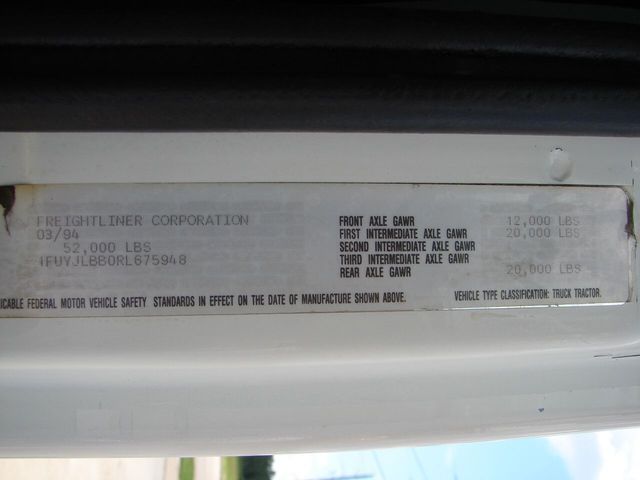 FREIGHTLINER CORPORATION
03/94
52,000 LBS
1FUYJLBB0RL675948
FRONT AXLE GAWR 12,000 LBS
FIRST INTERMEDIATE AXLE GAWR 20,000 LBS
SECOND INTERMEDIATE AXLE GAWR
THIRD INTERMEDIATE AXLE GAWR
REAR AXLE GAWR 20,000 LBS
ICABLE FEDERAL MOTOR VEHICLE SAFETY STANDARDS IN EFFECT ON THE DATE OF MANUFACTURE SHOWN ABOVE. VEHICLE TYPE CLASSIFICATION: TRUCK TRACTOR.